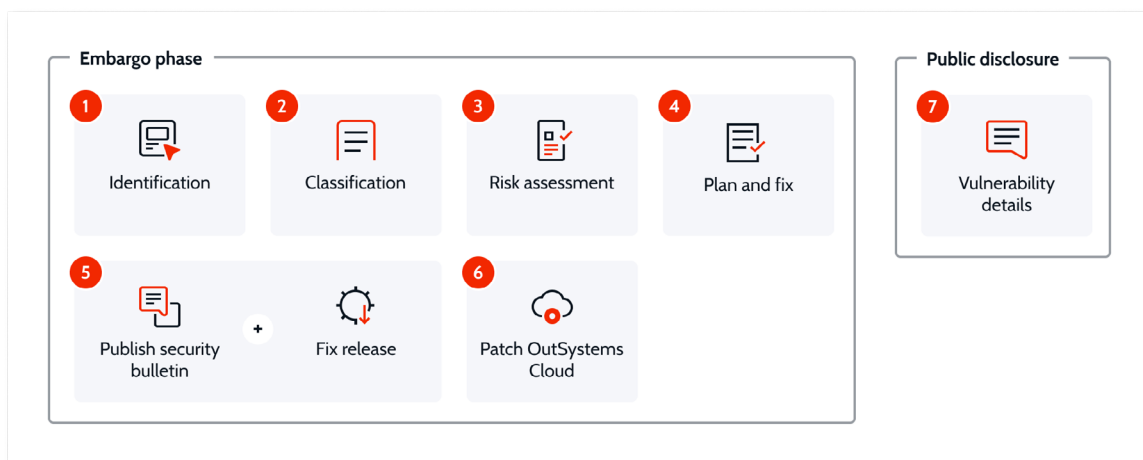 Embargo phase
Public disclosure
1
2
3
4
7
Identification
Classification
Risk assessment
Plan and fix
Vulnerability
details
5
6
+
Publish security
bulletin
Fix release
Patch OutSystems
Cloud